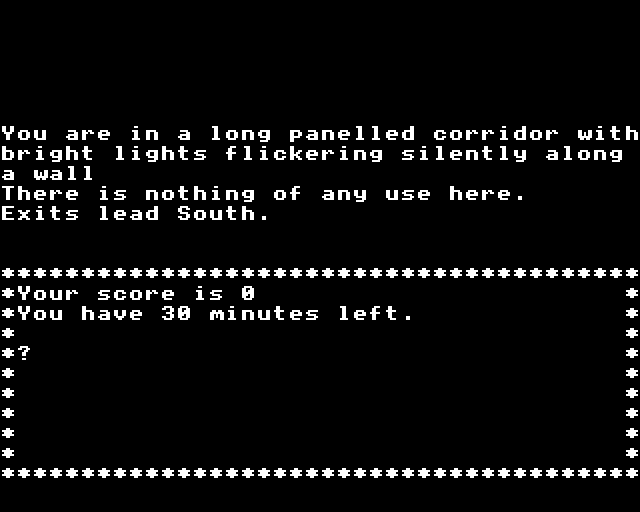 You are in a long panelled corridor with
bright lights flickering silently along
a wall
There is nothing of any use here.
Exits lead South.
****************************************
*Your score is 0 *
*You have 30 minutes left. *
* *
*? *
* *
* *
* *
* *
* *
****************************************